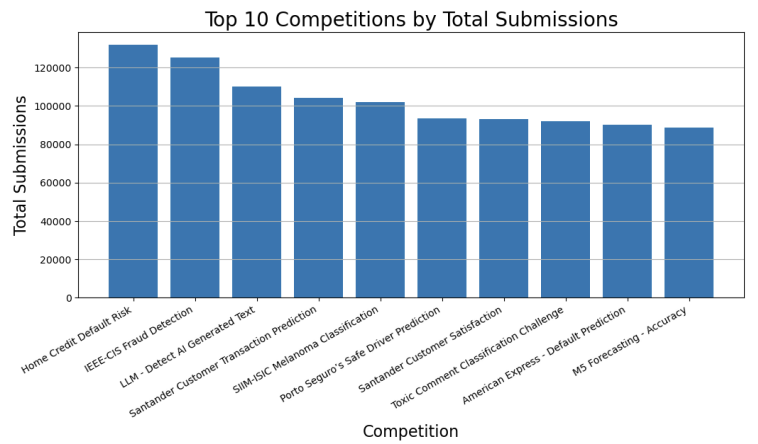 Top 10 Competitions by Total Submissions
Total Submissions
120000
100000
80000
60000
40000
20000
0
Home Credit Default Risk
IEEE-CIS Fraud Detection
LLM - Detect AI Generated Text
Santander Customer Transaction Prediction
SIIM-ISIC Melanoma Classification
Porto Seguro's Safe Driver Prediction
Santander Customer Satisfaction
Toxic Comment Classification Challenge
American Express - Default Prediction
M5 Forecasting - Accuracy
Competition